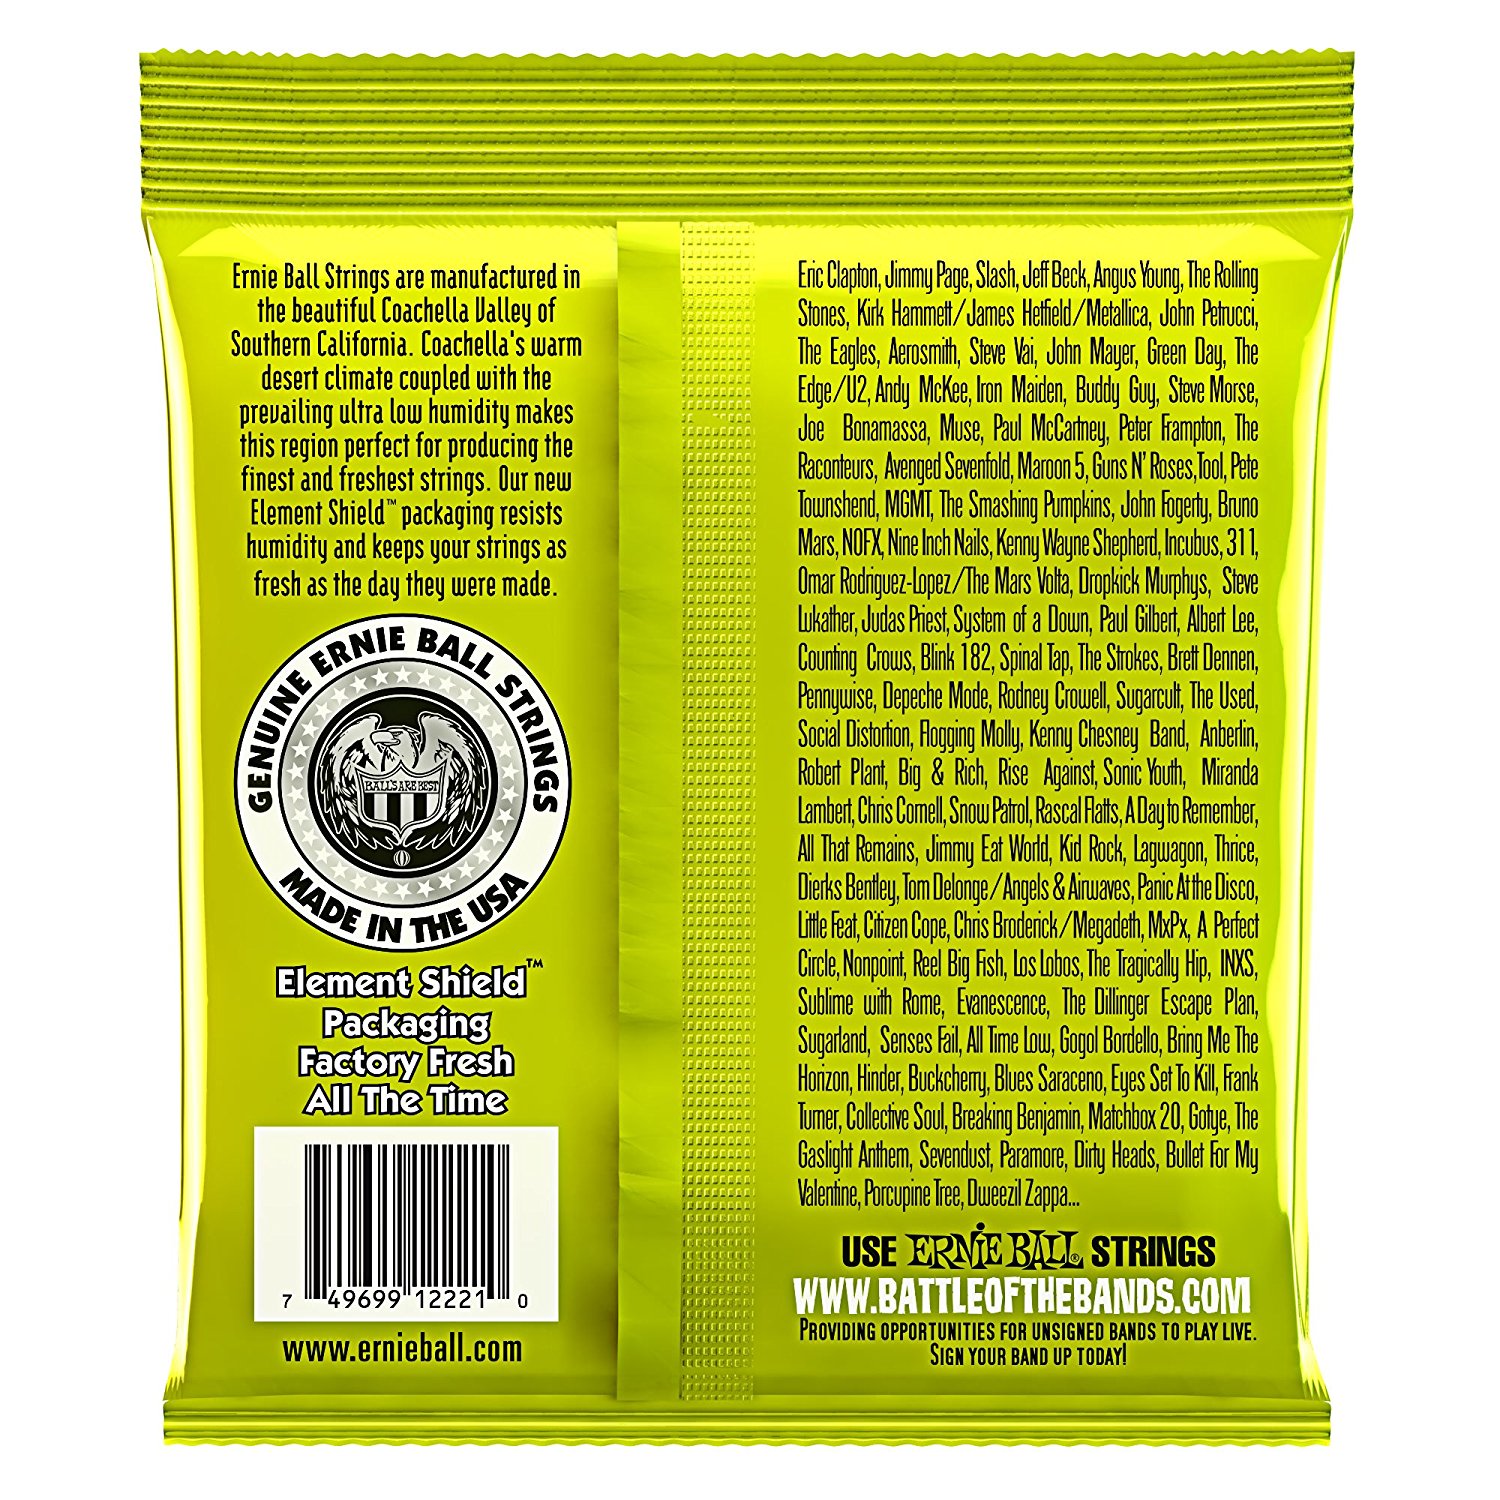 Ernie Ball Strings are manufactured in
the beautiful Coachella Valley of
Southern California. Coachella's warm
desert climate coupled with the
prevailing ultra low humidity makes
this region perfect for producing the
finest and freshest strings. Our new
Element Shield™ packaging resists
humidity and keeps your strings as
fresh as the day they were made.
GENUINE ERNIE BALL STRINGS
BALLS ARE BEST
MADE IN THE USA
Element Shield™
Packaging
Factory Fresh
All The Time
7 49699 12221 0
www.ernieball.com
Eric Clapton, Jimmy Page, Slash, Jeff Beck, Angus Young, The Rolling
Stones, Kirk Hammett/James Hetfield/Metallica, John Petrucci,
The Eagles, Aerosmith, Steve Vai, John Mayer, Green Day, The
Edge/U2, Andy McKee, Iron Maiden, Buddy Guy, Steve Morse,
Joe Bonamassa, Muse, Paul McCartney, Peter Frampton, The
Raconteurs, Avenged Sevenfold, Maroon 5, Guns N' Roses,Tool, Pete
Townshend, MGMT, The Smashing Pumpkins, John Fogerty, Bruno
Mars, NOFX, Nine Inch Nails, Kenny Wayne Shepherd, Incubus, 311,
Omar Rodriguez-Lopez/The Mars Volta, Dropkick Murphys, Steve
Lukather, Judas Priest, System of a Down, Paul Gilbert, Albert Lee,
Counting Crows, Blink 182, Spinal Tap, The Strokes, Brett Dennen,
Pennywise, Depeche Mode, Rodney Crowell, Sugarcult, The Used,
Social Distortion, Flogging Molly, Kenny Chesney Band, Anberlin,
Robert Plant, Big & Rich, Rise Against, Sonic Youth, Miranda
Lambert, Chris Cornell, Snow Patrol, Rascal Flatts, A Day to Remember,
All That Remains, Jimmy Eat World, Kid Rock, Lagwagon, Thrice,
Dierks Bentley, Tom Delonge/Angels & Airwaves, Panic At the Disco,
Little Feat, Citizen Cope, Chris Broderick/Megadeth, MxPx, A Perfect
Circle, Nonpoint, Reel Big Fish, Los Lobos, The Tragically Hip, INXS,
Sublime with Rome, Evanescence, The Dillinger Escape Plan,
Sugarland, Senses Fail, All Time Low, Gogol Bordello, Bring Me The
Horizon, Hinder, Buckcherry, Blues Saraceno, Eyes Set To Kill, Frank
Turner, Collective Soul, Breaking Benjamin, Matchbox 20, Gotye, The
Gaslight Anthem, Sevendust, Paramore, Dirty Heads, Bullet For My
Valentine, Porcupine Tree, Dweezil Zappa...
USE ERNIE BALL® STRINGS
WWW.BATTLEOFTHEBANDS.COM
PROVIDING OPPORTUNITIES FOR UNSIGNED BANDS TO PLAY LIVE.
SIGN YOUR BAND UP TODAY!